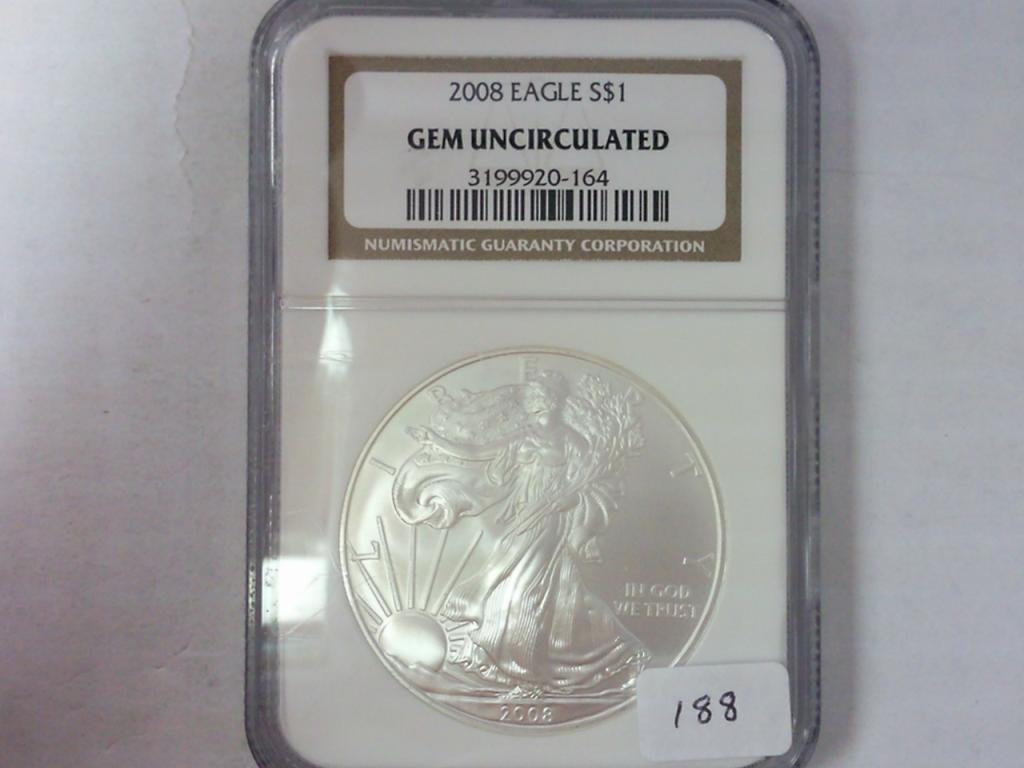 2008 EAGLE S$1
GEM UNCIRCULATED
3199920-164
NUMISMATIC GUARANTY CORPORATION
LIBERTY
IN GOD
WE TRUST
2008
188